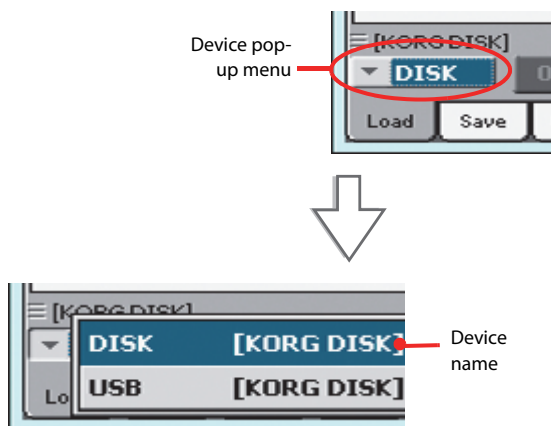 Device pop-
up menu
[KORG DISK]
DISK
Load Save
[KORG DISK]
DISK [KORG DISK]
USB [KORG DISK]
Lo
Device
name